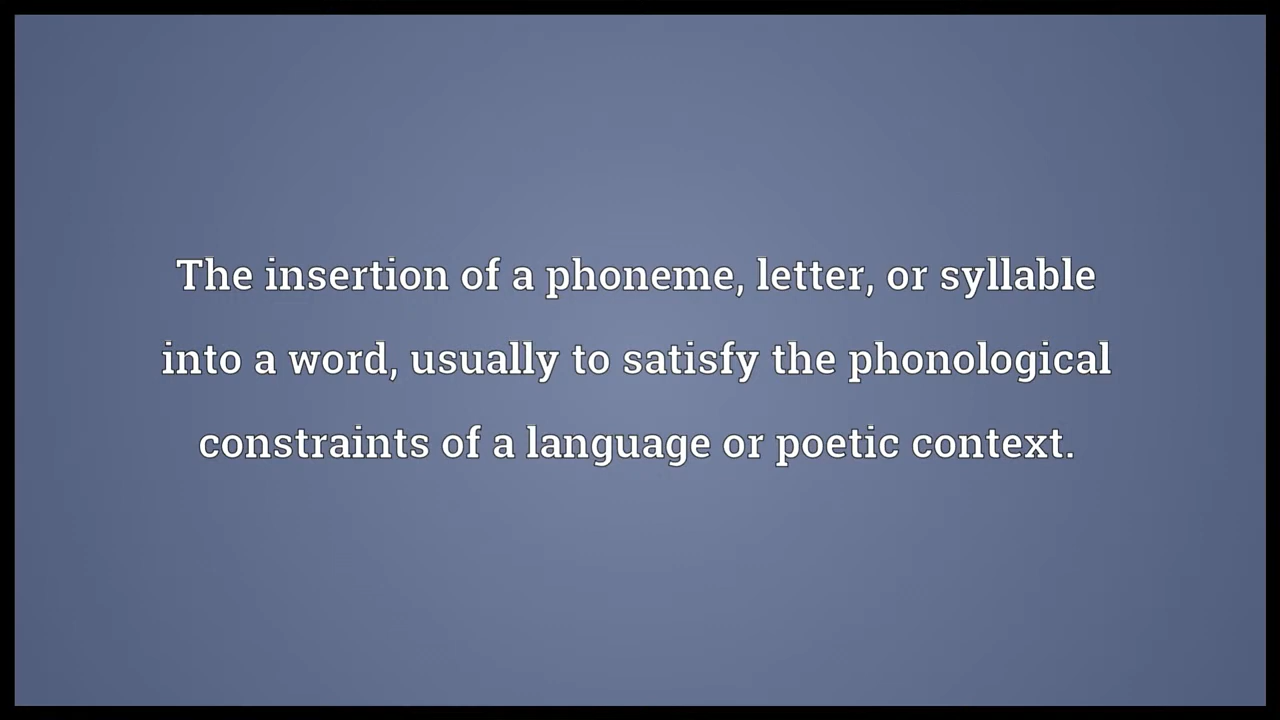 The insertion of a phoneme, letter, or syllable
into a word, usually to satisfy the phonological
constraints of a language or poetic context.